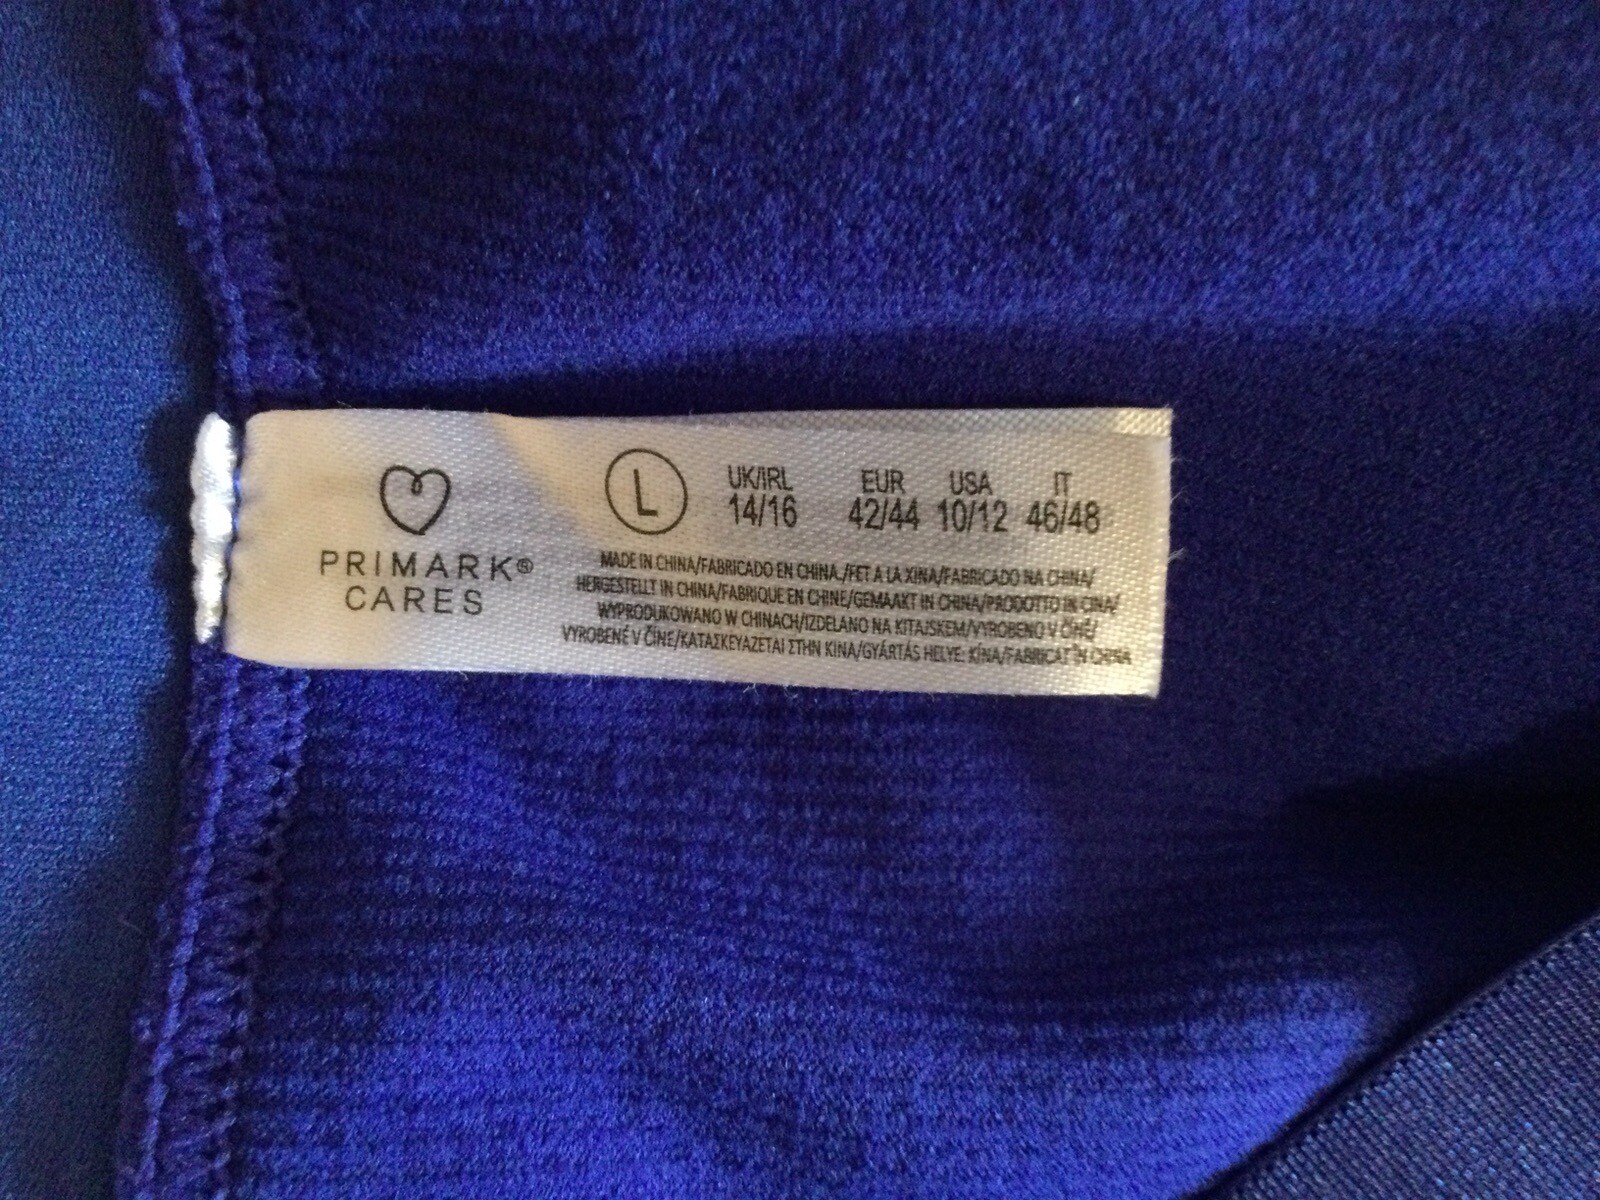 PRIMARK®
CARES
L
UK/IRL EUR USA IT
14/16 42/44 10/12 46/48
MADE IN CHINA/FABRICADO EN CHINA./FET A LA XINA/FABRICADO NA CHINA/
HERGESTELLT IN CHINA/FABRIQUE EN CHINE/GEMAAKT IN CHINA/PRODOTTO IN CINA/
WYPRODUKOWANO W CHINACH/IZDELANO NA KITAJSKEM/VYROBENO V ČÍNĚ/
VYROBENÉ V ČÍNE/ΚΑΤΑΣΚΕΥΑΖΕΤΑΙ ΣΤΗΝ ΚΙΝΑ/GYÁRTÁS HELYE: KÍNA/FABRICAT ÎN CHINA